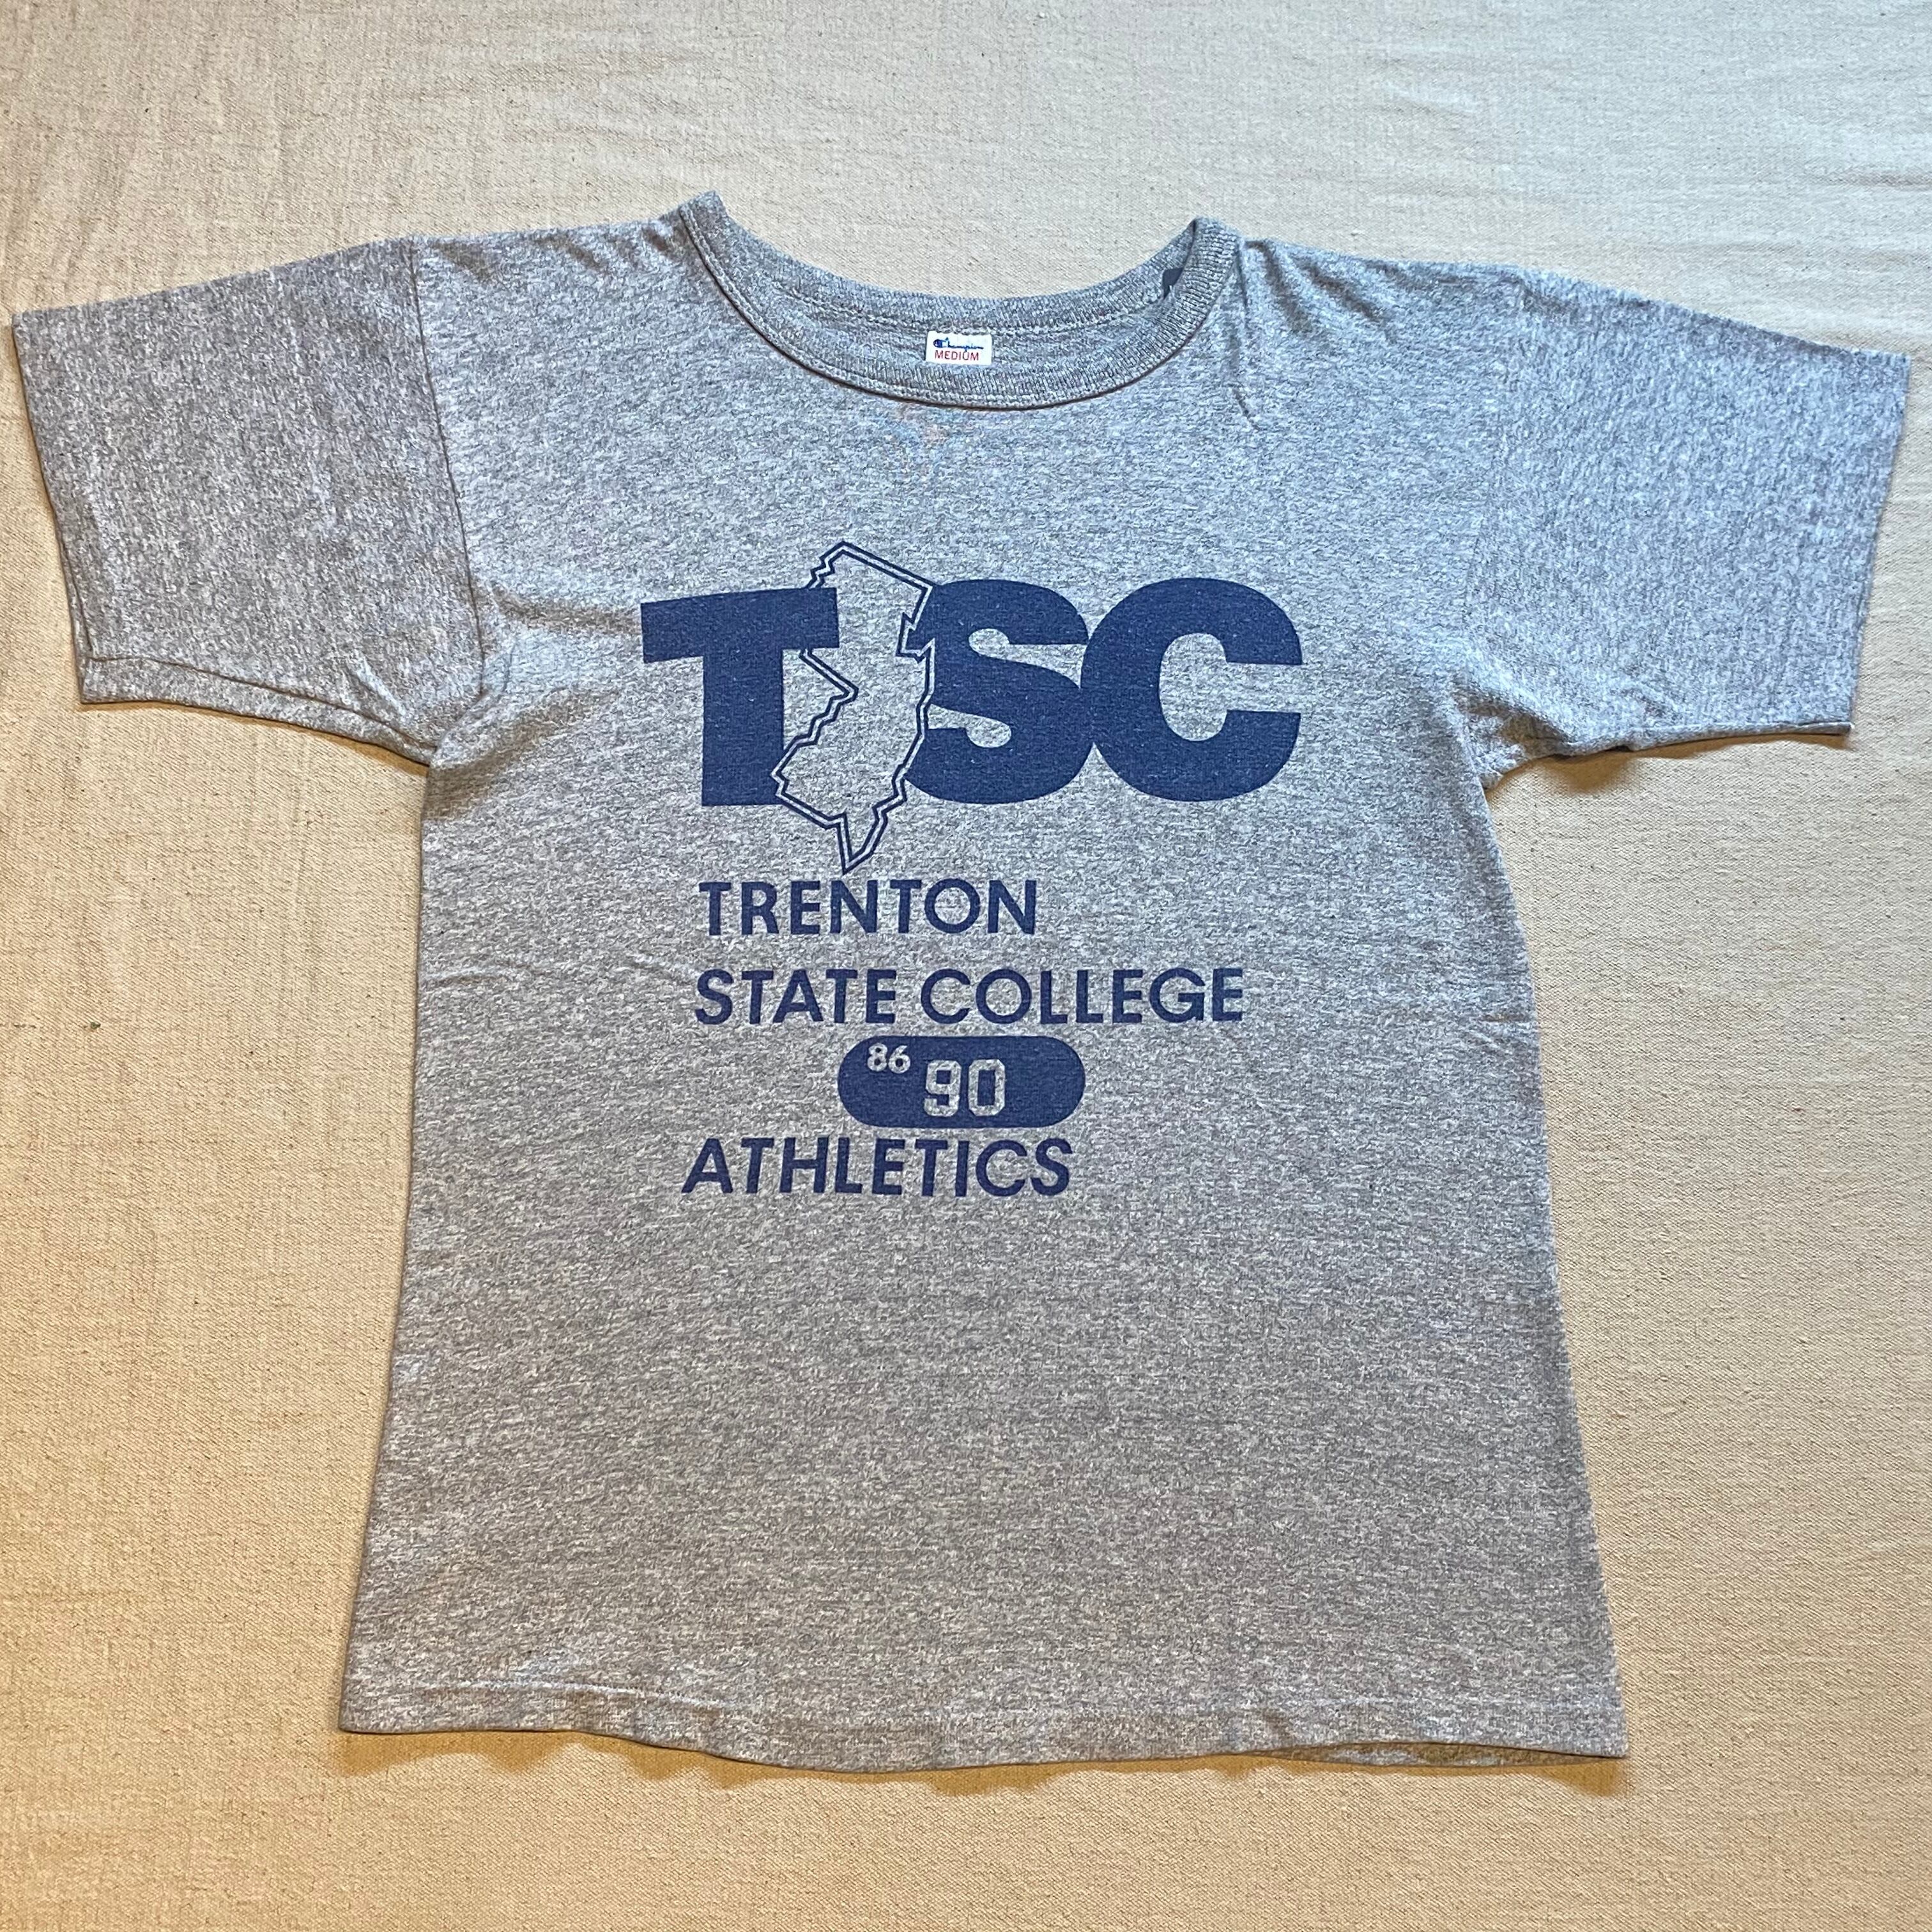 Champion
MEDIUM
TSC
TRENTON
STATE COLLEGE
86 90
ATHLETICS